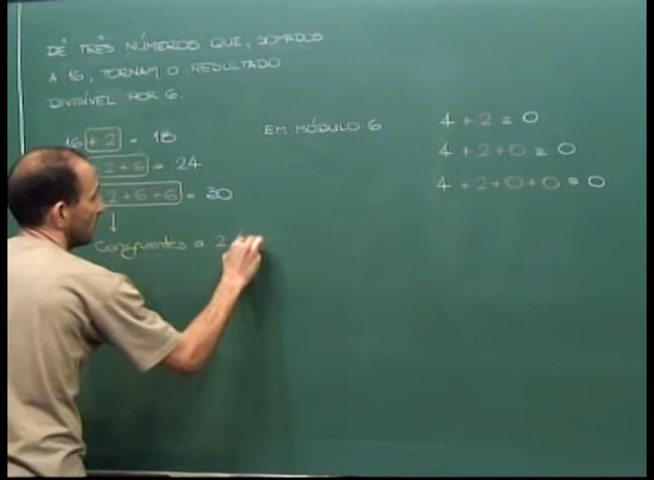 DÊ TRÊS NÚMEROS QUE, SOMADOS
A 16, TORNAM O RESULTADO
DIVISÍVEL POR 6.
16 + 2 = 18
2 + 6 = 24
2 + 6 + 6 = 30
↓
Congruentes a 2
EM MÓDULO 6
4 + 2 ≡ 0
4 + 2 + 0 ≡ 0
4 + 2 + 0 + 0 ≡ 0